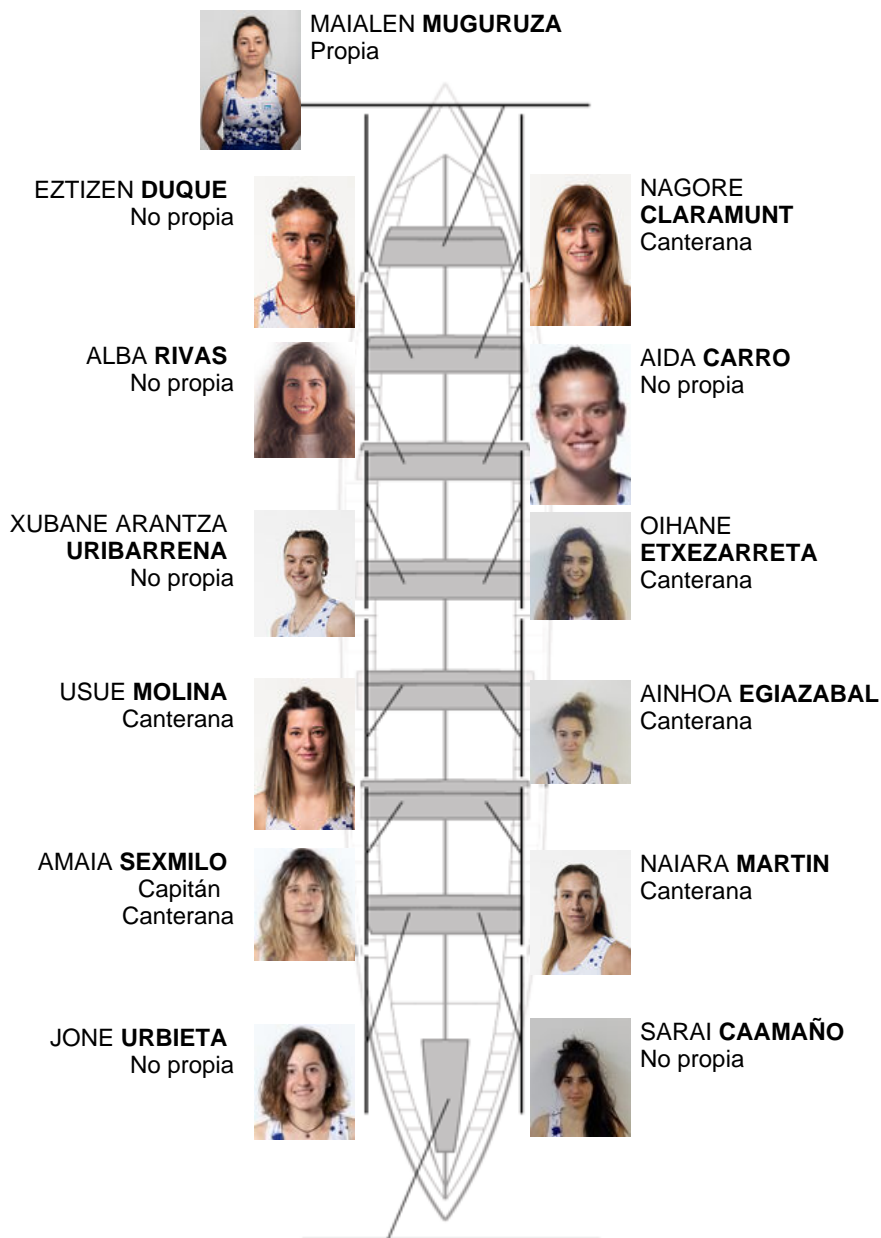 MAIALEN MUGURUZA
Propia
EZTIZEN DUQUE
No propia
NAGORE
CLARAMUNT
Canterana
ALBA RIVAS
No propia
AIDA CARRO
No propia
XUBANE ARANTZA
URIBARRENA
No propia
OIHANE
ETXEZARRETA
Canterana
USUE MOLINA
Canterana
AINHOA EGIAZABAL
Canterana
AMAIA SEXMILO
Capitán
Canterana
NAIARA MARTIN
Canterana
JONE URBIETA
No propia
SARAI CAAMAÑO
No propia